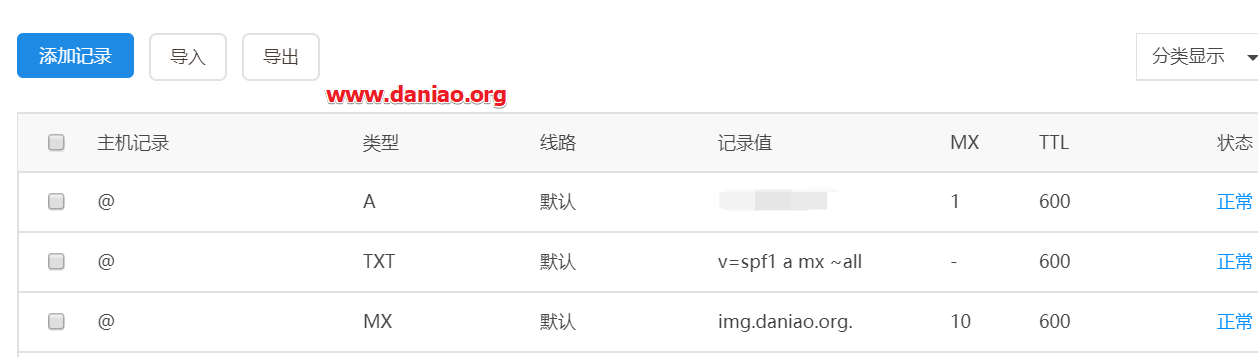 添加记录 导入 导出 分类显示
www.daniao.org
主机记录 类型 线路 记录值 MX TTL 状态
@ A 默认 1 600 正常
@ TXT 默认 v=spf1 a mx ~all - 600 正常
@ MX 默认 img.daniao.org. 10 600 正常